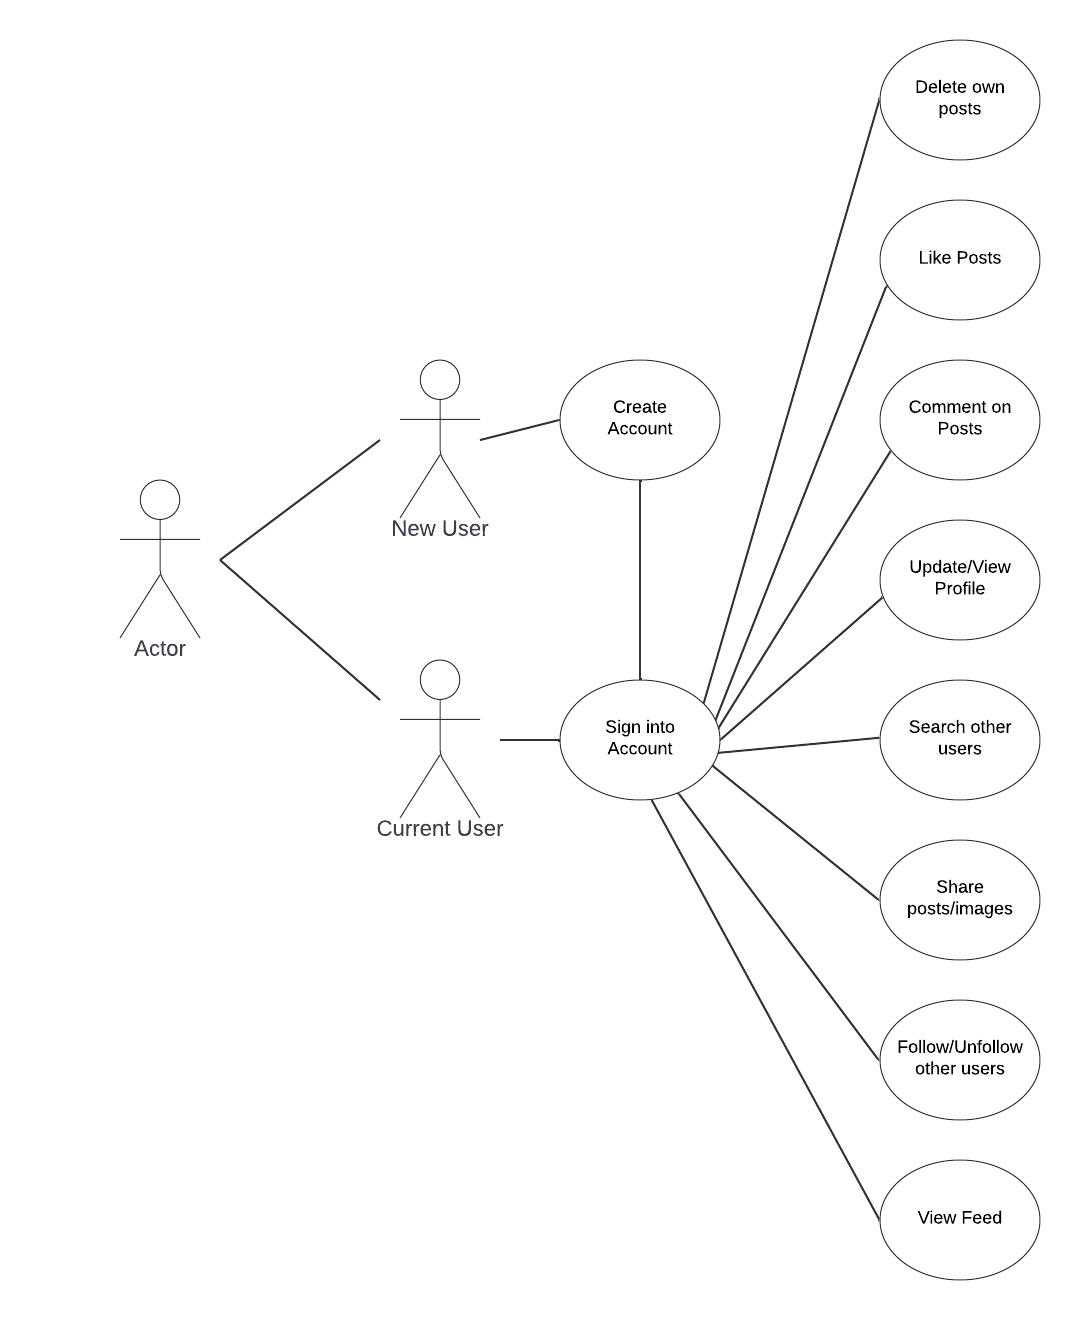 Delete own
posts
Like Posts
Create
Account
Comment on
Posts
New User
Update/View
Profile
Actor
Sign into
Account
Search other
users
Current User
Share
posts/images
Follow/Unfollow
other users
View Feed